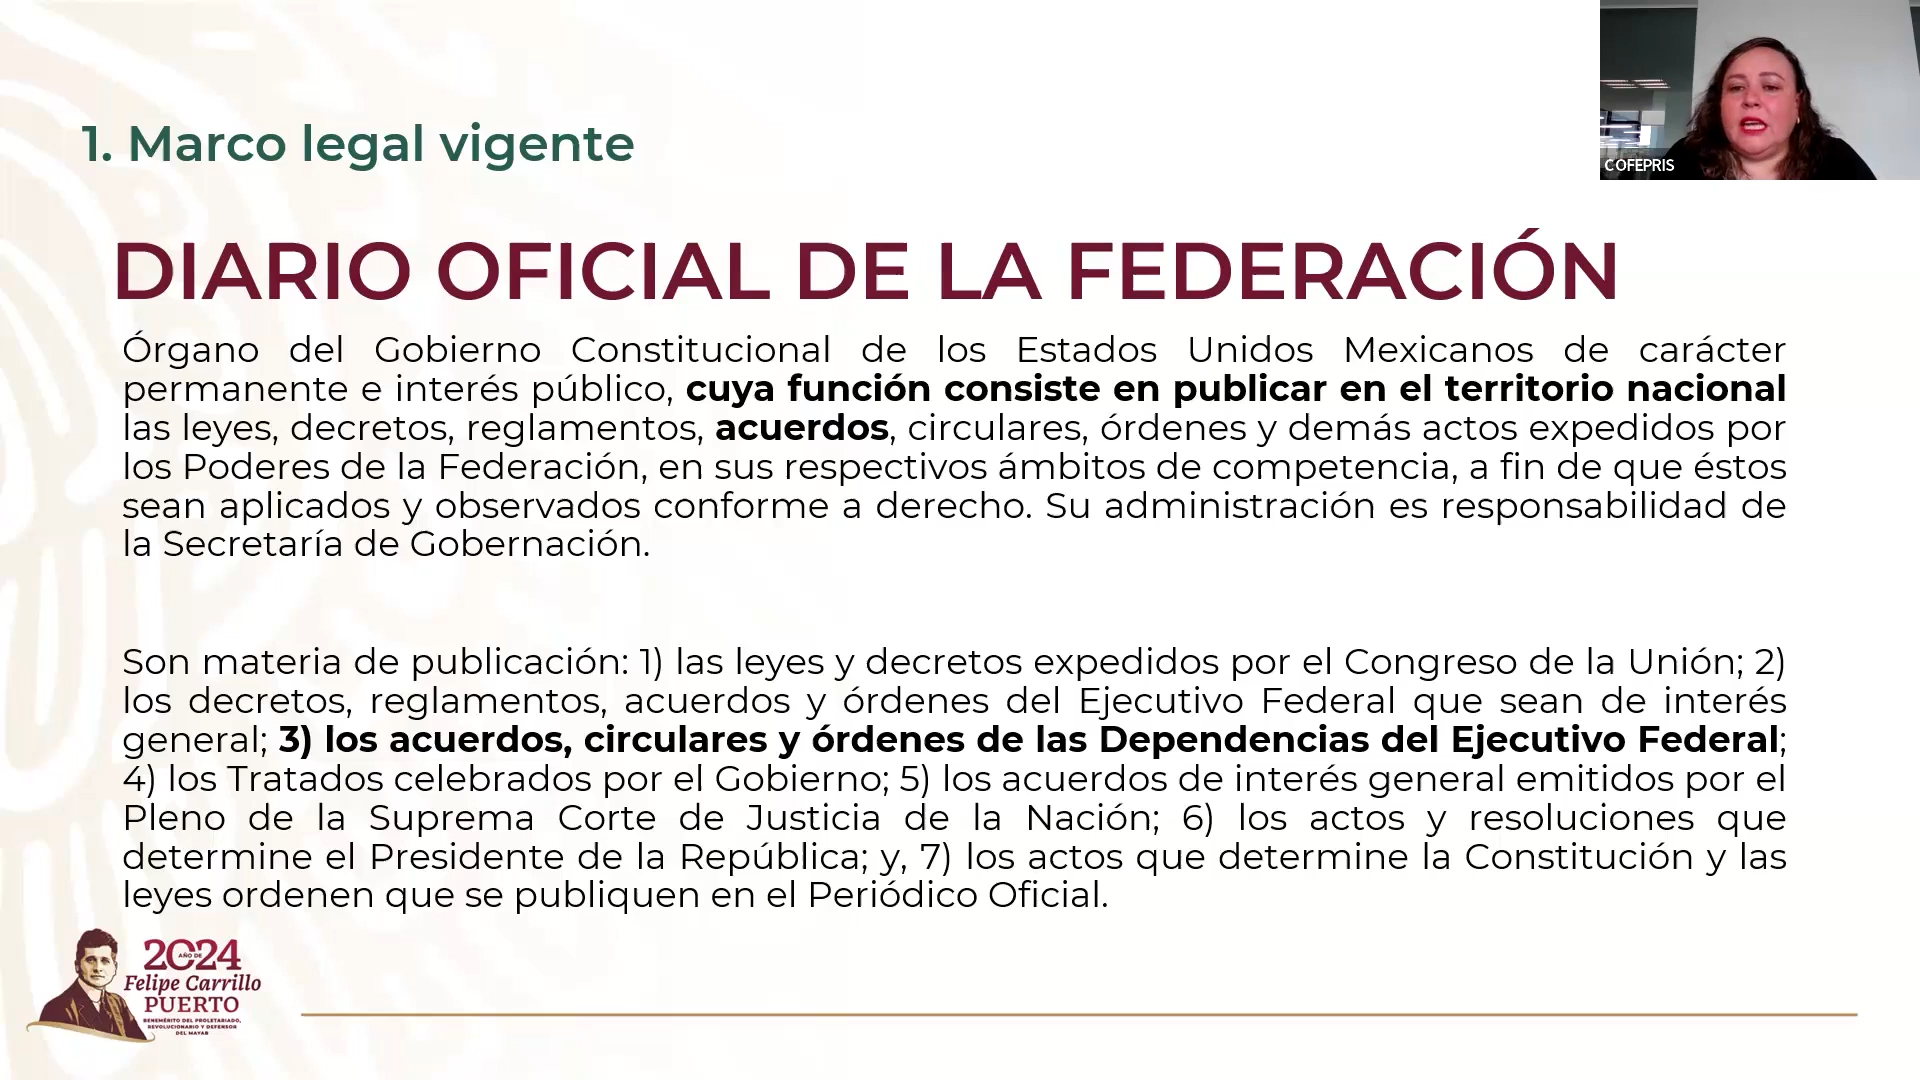 COFEPRIS
1. Marco legal vigente
DIARIO OFICIAL DE LA FEDERACIÓN
Órgano del Gobierno Constitucional de los Estados Unidos Mexicanos de carácter
permanente e interés público, cuya función consiste en publicar en el territorio nacional
las leyes, decretos, reglamentos, acuerdos, circulares, órdenes y demás actos expedidos por
los Poderes de la Federación, en sus respectivos ámbitos de competencia, a fin de que éstos
sean aplicados y observados conforme a derecho. Su administración es responsabilidad de
la Secretaría de Gobernación.
Son materia de publicación: 1) las leyes y decretos expedidos por el Congreso de la Unión; 2)
los decretos, reglamentos, acuerdos y órdenes del Ejecutivo Federal que sean de interés
general; 3) los acuerdos, circulares y órdenes de las Dependencias del Ejecutivo Federal;
4) los Tratados celebrados por el Gobierno; 5) los acuerdos de interés general emitidos por el
Pleno de la Suprema Corte de Justicia de la Nación; 6) los actos y resoluciones que
determine el Presidente de la República; y, 7) los actos que determine la Constitución y las
leyes ordenen que se publiquen en el Periódico Oficial.
2024
AÑO DE
Felipe Carrillo
PUERTO
BENEMÉRITO DEL PROLETARIADO,
REVOLUCIONARIO Y DEFENSOR
DEL MAYAB